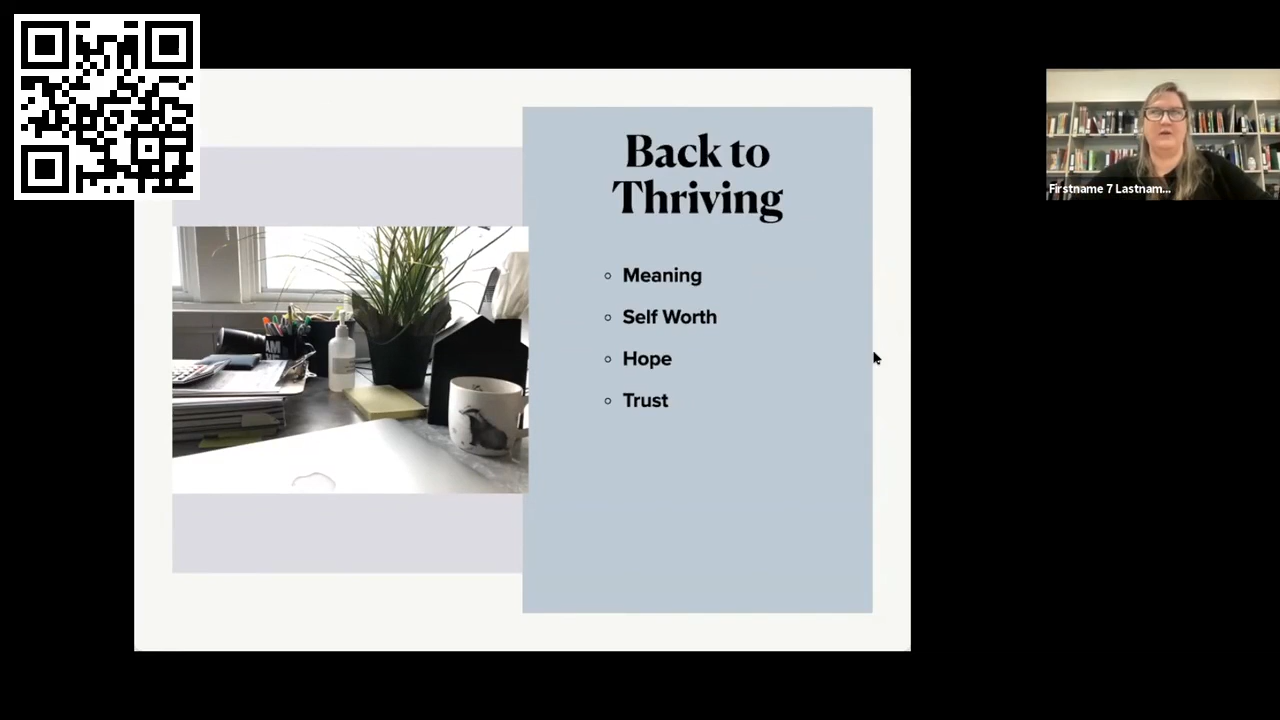 Back to
Thriving
Meaning
Self Worth
Hope
Trust
Firstname 7 Lastnam...